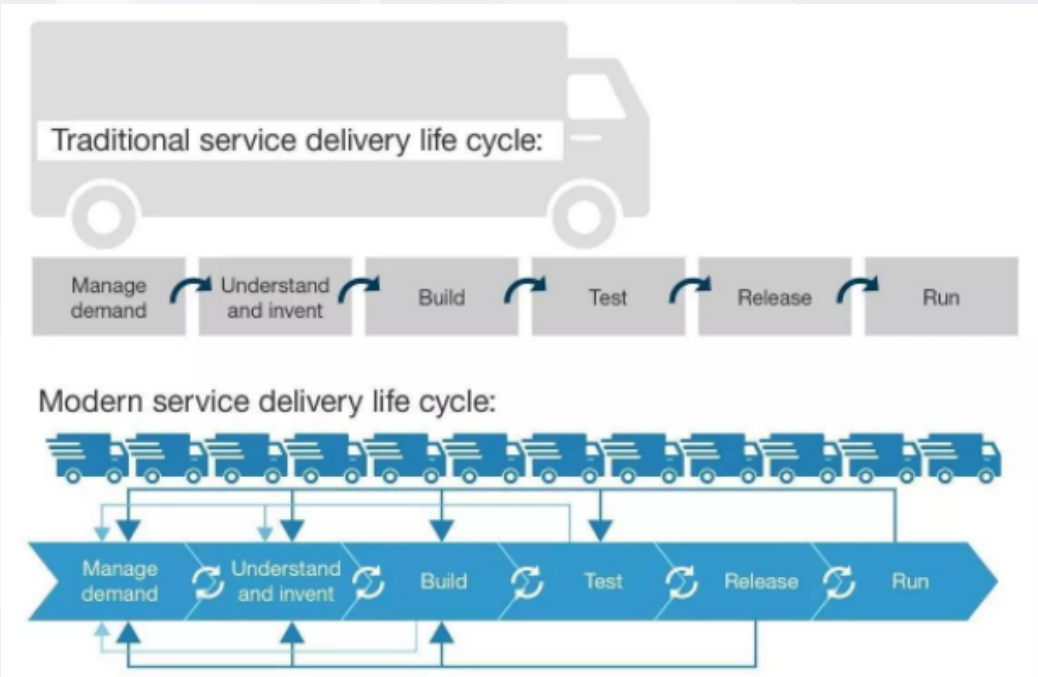 Traditional service delivery life cycle:
Manage
demand
Understand
and invent
Build
Test
Release
Run
Modern service delivery life cycle:
Manage
demand
Understand
and invent
Build
Test
Release
Run